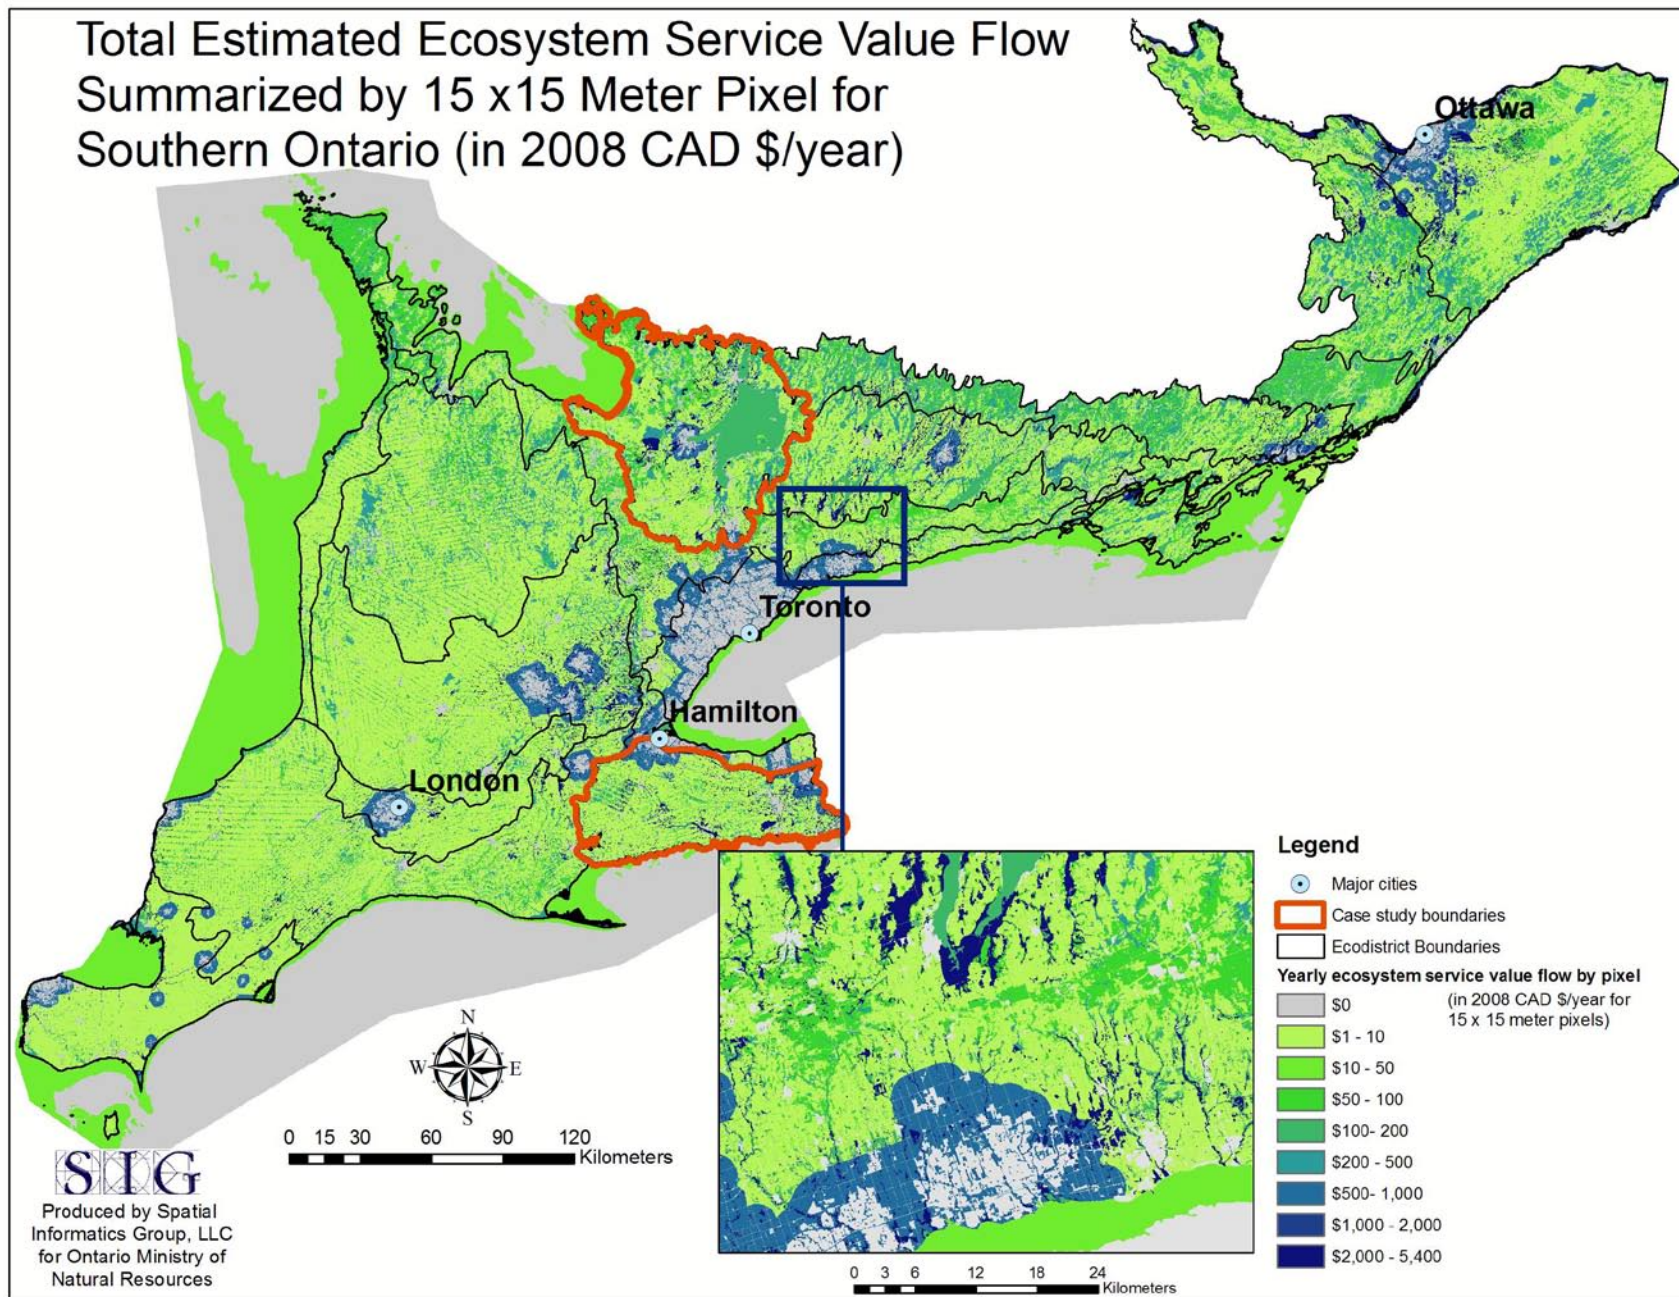 Total Estimated Ecosystem Service Value Flow
Summarized by 15 x15 Meter Pixel for
Southern Ontario (in 2008 CAD $/year)
Ottawa
Toronto
Hamilton
London
N
W E
S
0 15 30 60 90 120
Kilometers
SIG
Produced by Spatial
Informatics Group, LLC
for Ontario Ministry of
Natural Resources
0 3 6 12 18 24
Kilometers
Legend
Major cities
Case study boundaries
Ecodistrict Boundaries
Yearly ecosystem service value flow by pixel
(in 2008 CAD $/year for
15 x 15 meter pixels)
$0
$1 - 10
$10 - 50
$50 - 100
$100- 200
$200 - 500
$500- 1,000
$1,000 - 2,000
$2,000 - 5,400